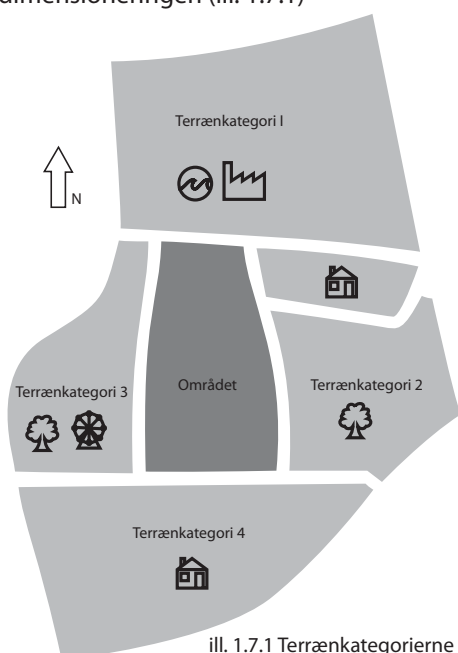 dimensioneringen (ill. 1.7.1)
Terrænkategori I
N
Terrænkategori 3
Området
Terrænkategori 2
Terrænkategori 4
ill. 1.7.1 Terrænkategorierne